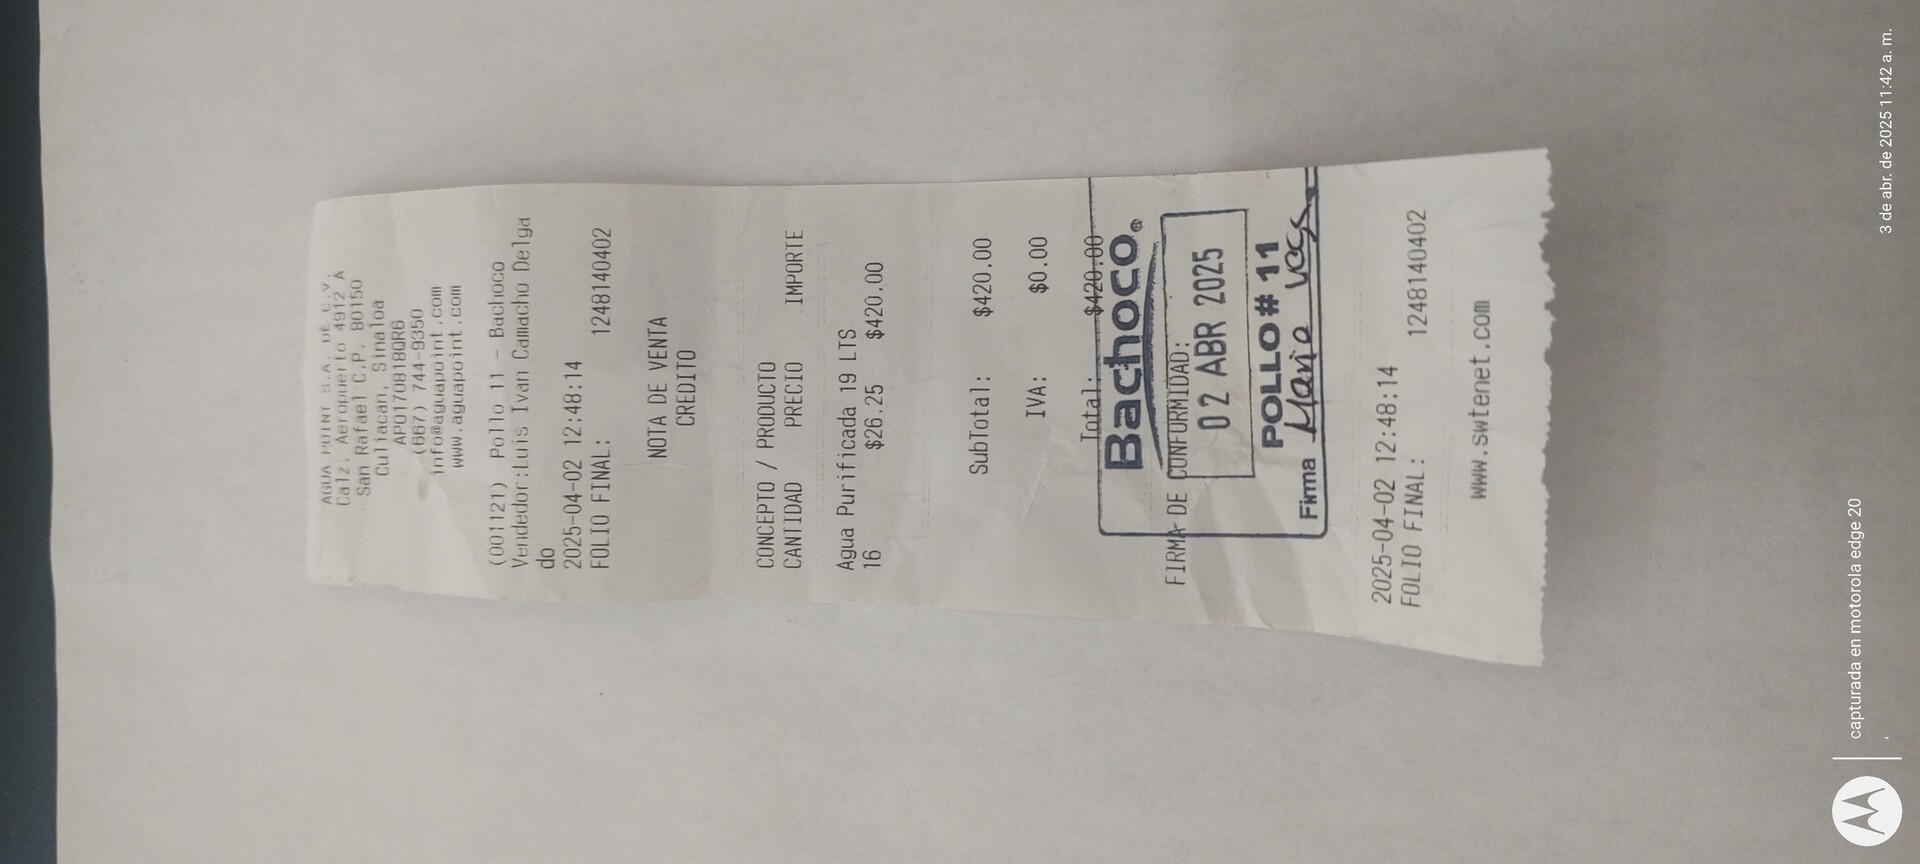 AGUA POINT S.A. DE C.V.
Calz. Aeropuerto 4912 A
San Rafael C.P. 80150
Culiacan, Sinaloa
APO170818QR6
(667) 744-9350
info@aguapoint.com
www.aguapoint.com
(001121) Pollo 11 - Bachoco
Vendedor:Luis Ivan Camacho Delga
do
2025-04-02 12:48:14
FOLIO FINAL: 1248140402
NOTA DE VENTA
CREDITO
CONCEPTO / PRODUCTO
CANTIDAD PRECIO IMPORTE
Agua Purificada 19 LTS
16 $26.25 $420.00
SubTotal: $420.00
IVA: $0.00
Total: $420.00
Bachoco®
FIRMA DE CONFORMIDAD:
02 ABR 2025
POLLO # 11
Firma Mario
2025-04-02 12:48:14
FOLIO FINAL: 1248140402
www.swtenet.com
capturada en motorola edge 20
,
3 de abr. de 2025 11:42 a. m.